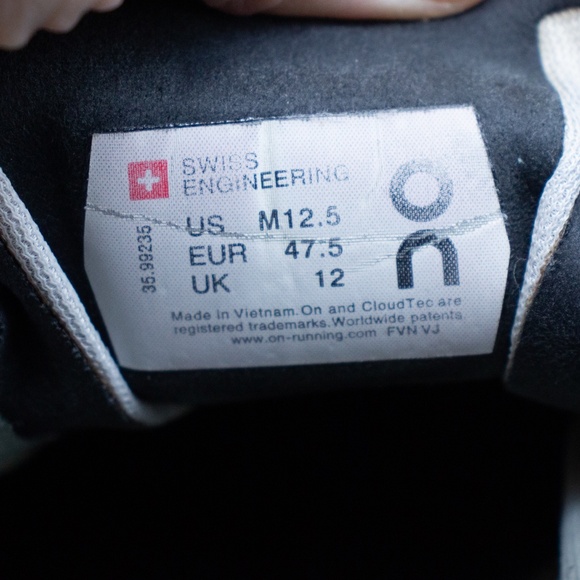 SWISS
ENGINEERING
on
US M12.5
EUR 47.5
UK 12
35.99235
Made in Vietnam.On and CloudTec are
registered trademarks.Worldwide patents.
www.on-running.com FVN VJ